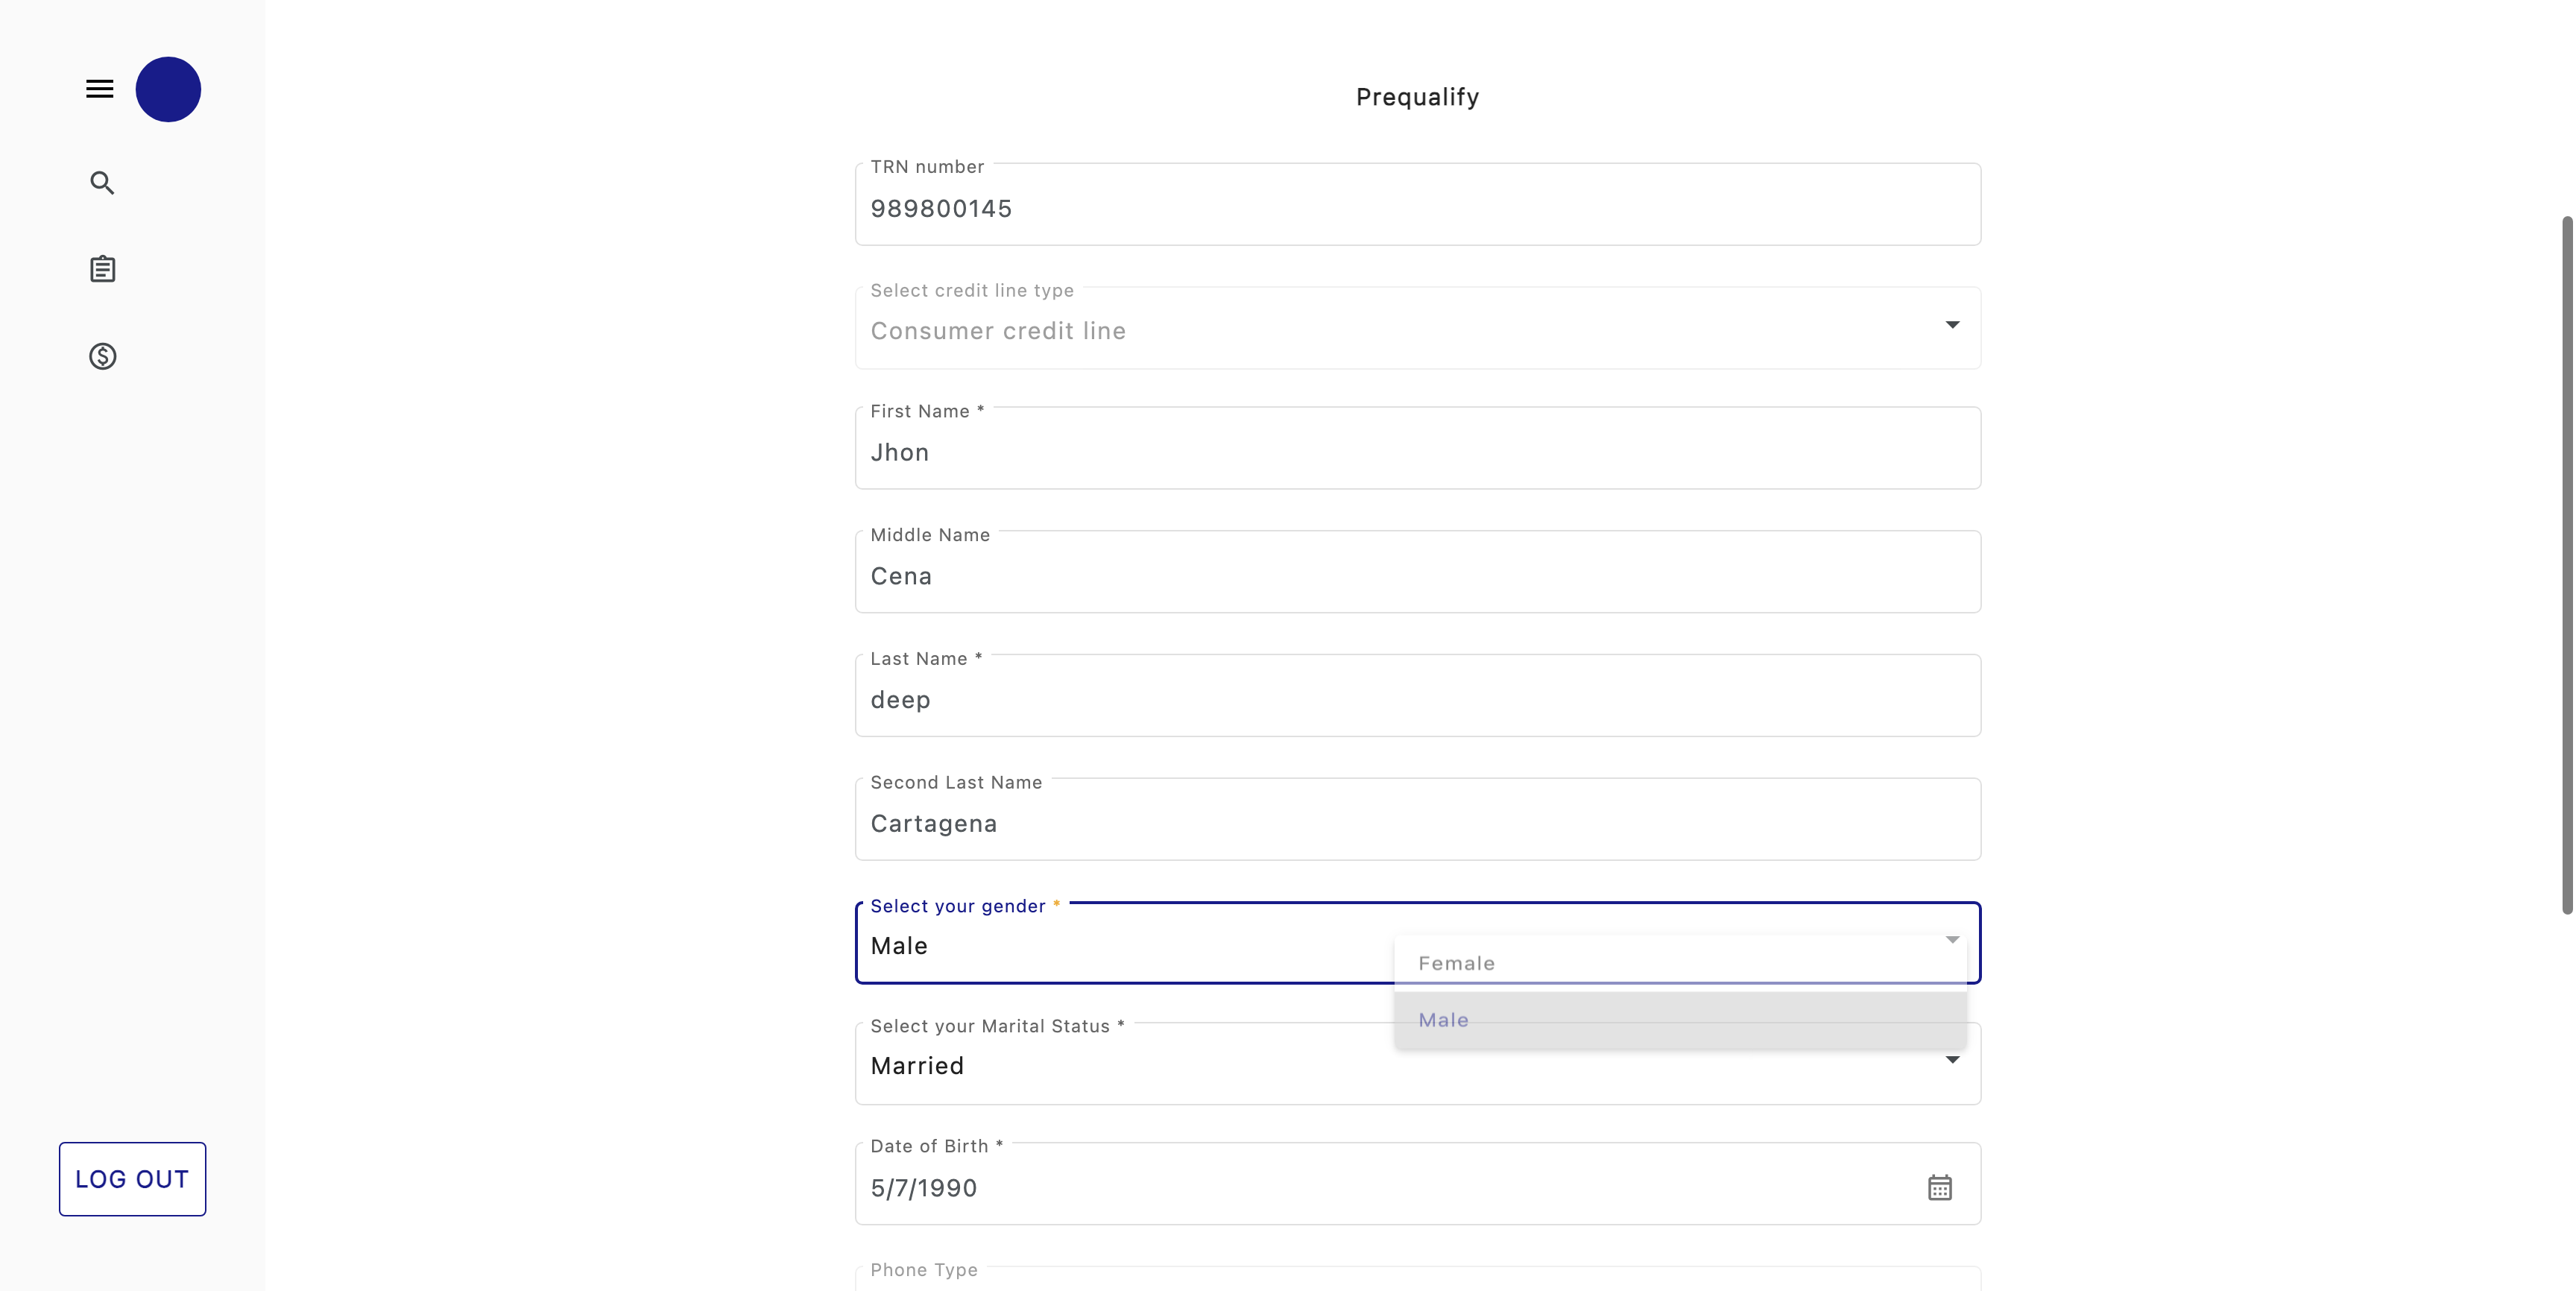 Prequalify
TRN number
989800145
Select credit line type
Consumer credit line
First Name *
Jhon
Middle Name
Cena
Last Name *
deep
Second Last Name
Cartagena
Select your gender *
Male
Female
Male
Select your Marital Status *
Married
Date of Birth *
5/7/1990
Phone Type
LOG OUT